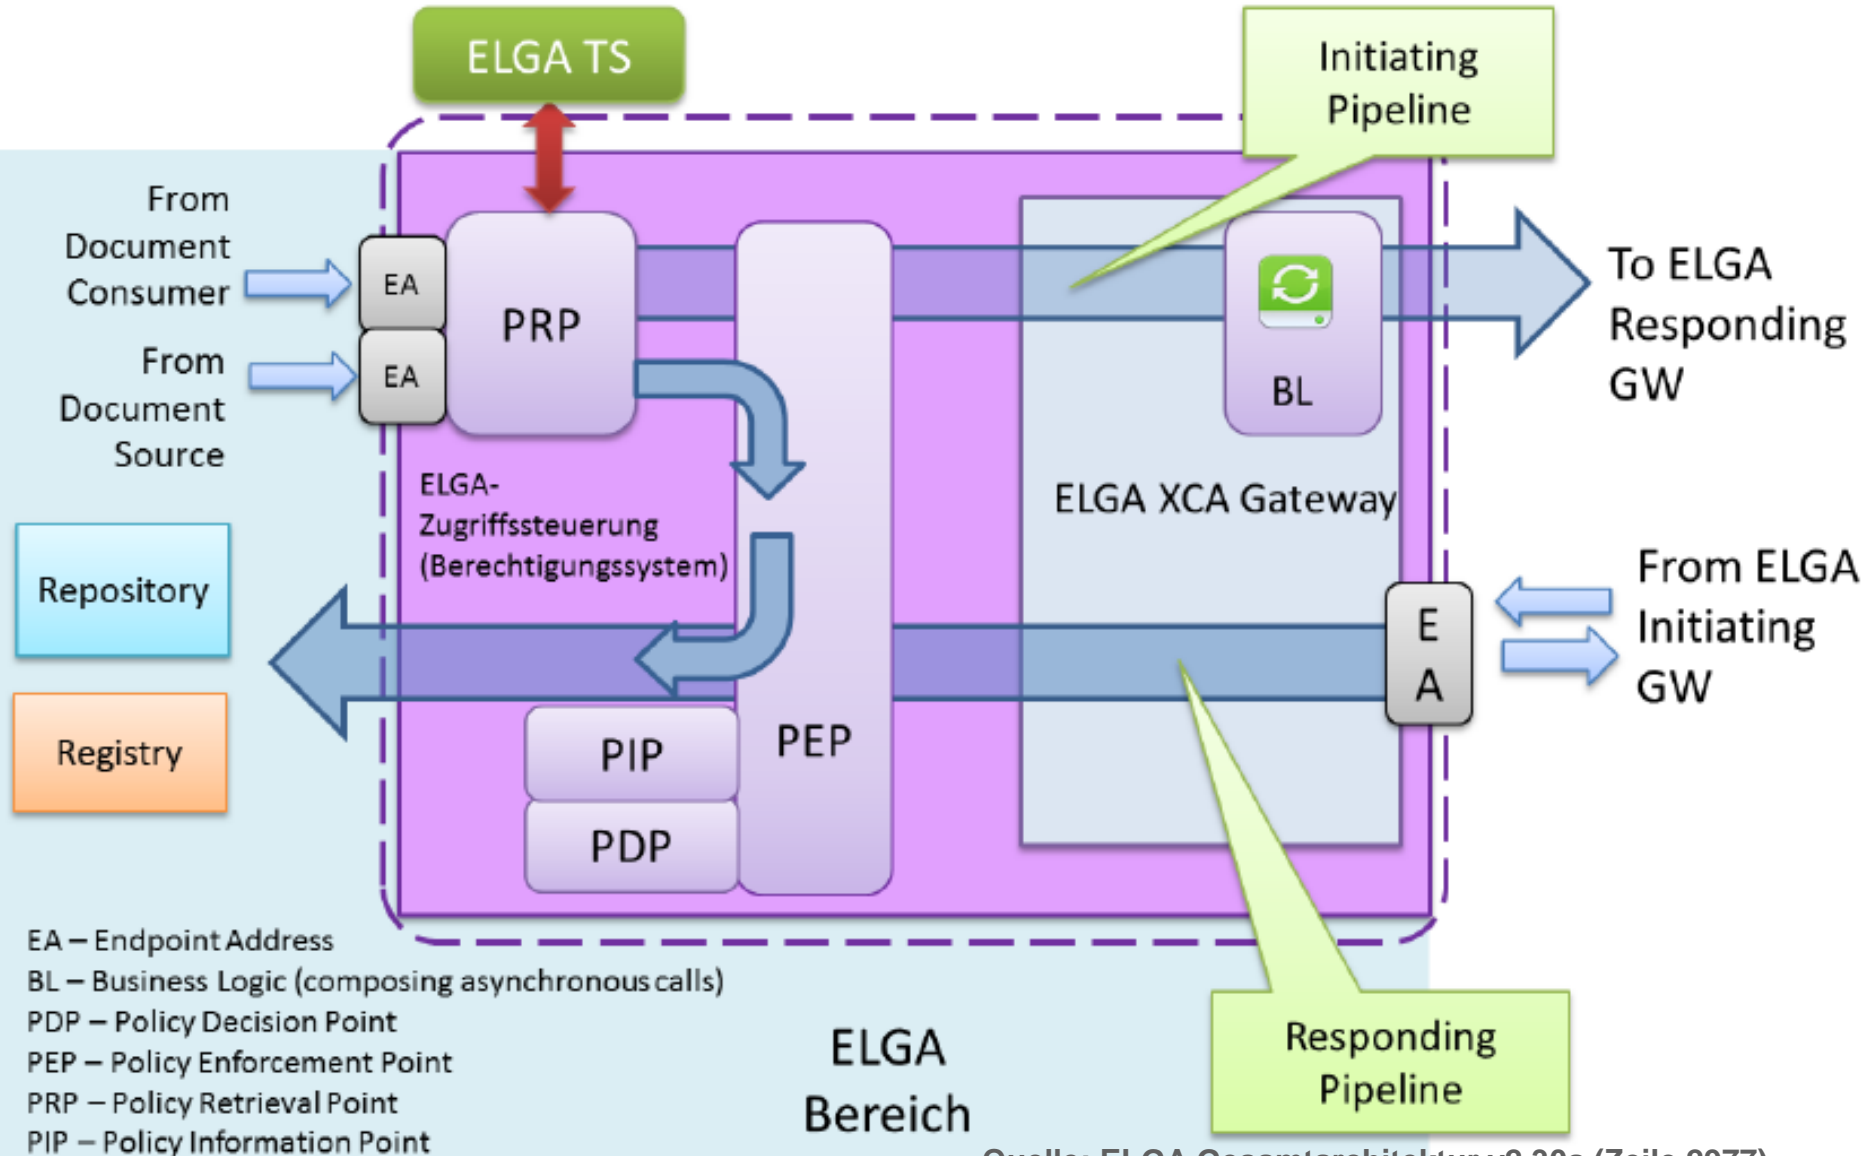 ELGA TS
Initiating
Pipeline
From
Document
Consumer
EA
PRP
BL
To ELGA
Responding
GW
From
Document
Source
EA
ELGA-
Zugriffssteuerung
(Berechtigungssystem)
ELGA XCA Gateway
Repository
From ELGA
Initiating
GW
E
A
Registry
PIP
PEP
PDP
EA – Endpoint Address
BL – Business Logic (composing asynchronous calls)
PDP – Policy Decision Point
PEP – Policy Enforcement Point
PRP – Policy Retrieval Point
PIP – Policy Information Point
ELGA
Bereich
Responding
Pipeline
Quelle: ELGA Gesamtarchitektur